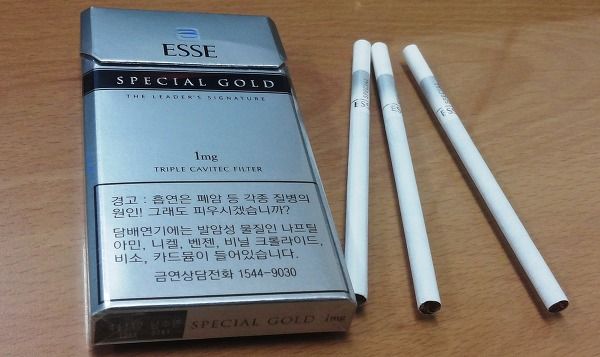 ESSE
SPECIAL GOLD
THE LEADER'S SIGNATURE
1mg
TRIPLE CAVITEC FILTER
경고 : 흡연은 폐암 등 각종 질병의
원인! 그래도 피우시겠습니까?
담배연기에는 발암성 물질인 나프틸
아민, 니켈, 벤젠, 비닐 크롤라이드,
비소, 카드뮴이 들어있습니다.
금연상담전화 1544-9030
SPECIAL GOLD 1mg